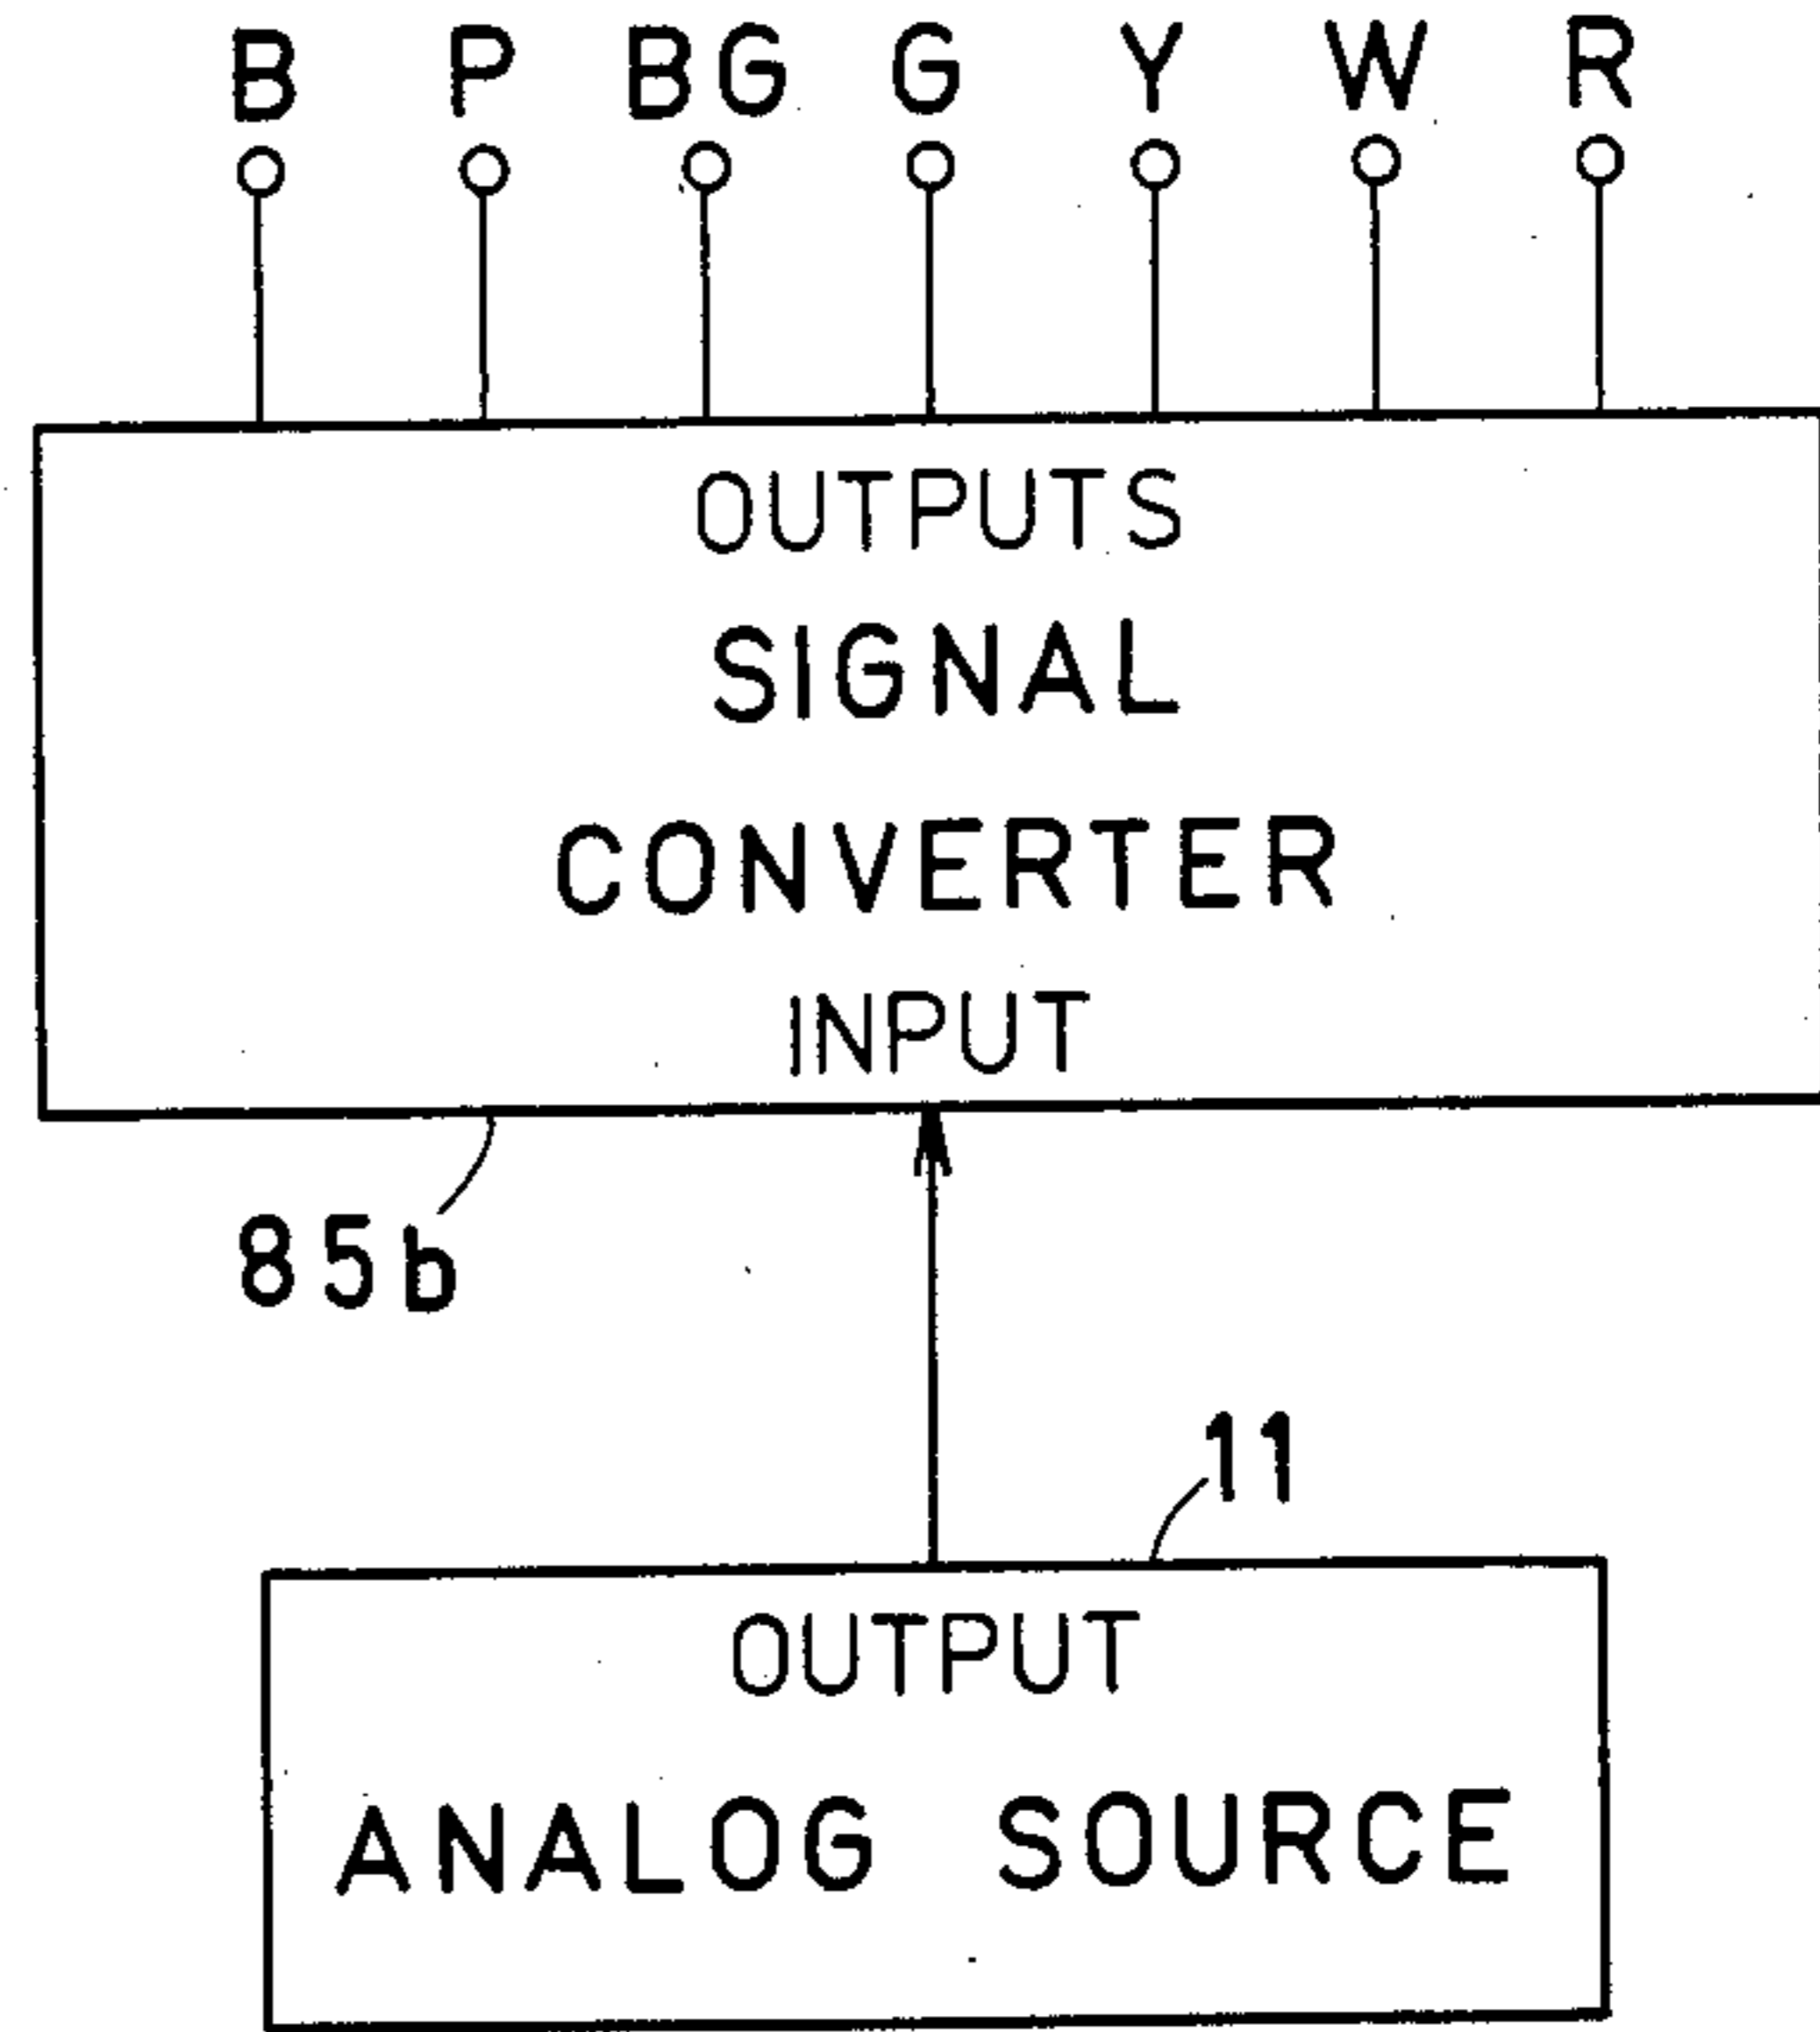 B P BG G Y W R
OUTPUTS
SIGNAL
CONVERTER
INPUT
85b
11
OUTPUT
ANALOG SOURCE